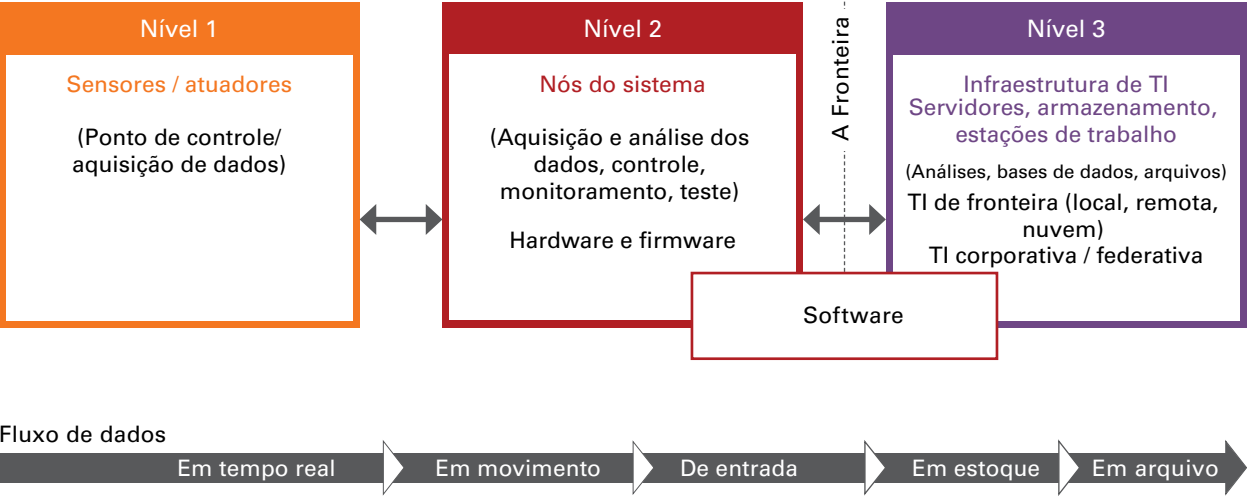 Nível 1
Sensores / atuadores
(Ponto de controle/
aquisição de dados)
Nível 2
Nós do sistema
(Aquisição e análise dos
dados, controle,
monitoramento, teste)
Hardware e firmware
A Fronteira
Nível 3
Infraestrutura de TI
Servidores, armazenamento,
estações de trabalho
(Análises, bases de dados, arquivos)
TI de fronteira (local, remota,
nuvem)
TI corporativa / federativa
Software
Fluxo de dados
Em tempo real
Em movimento
De entrada
Em estoque
Em arquivo